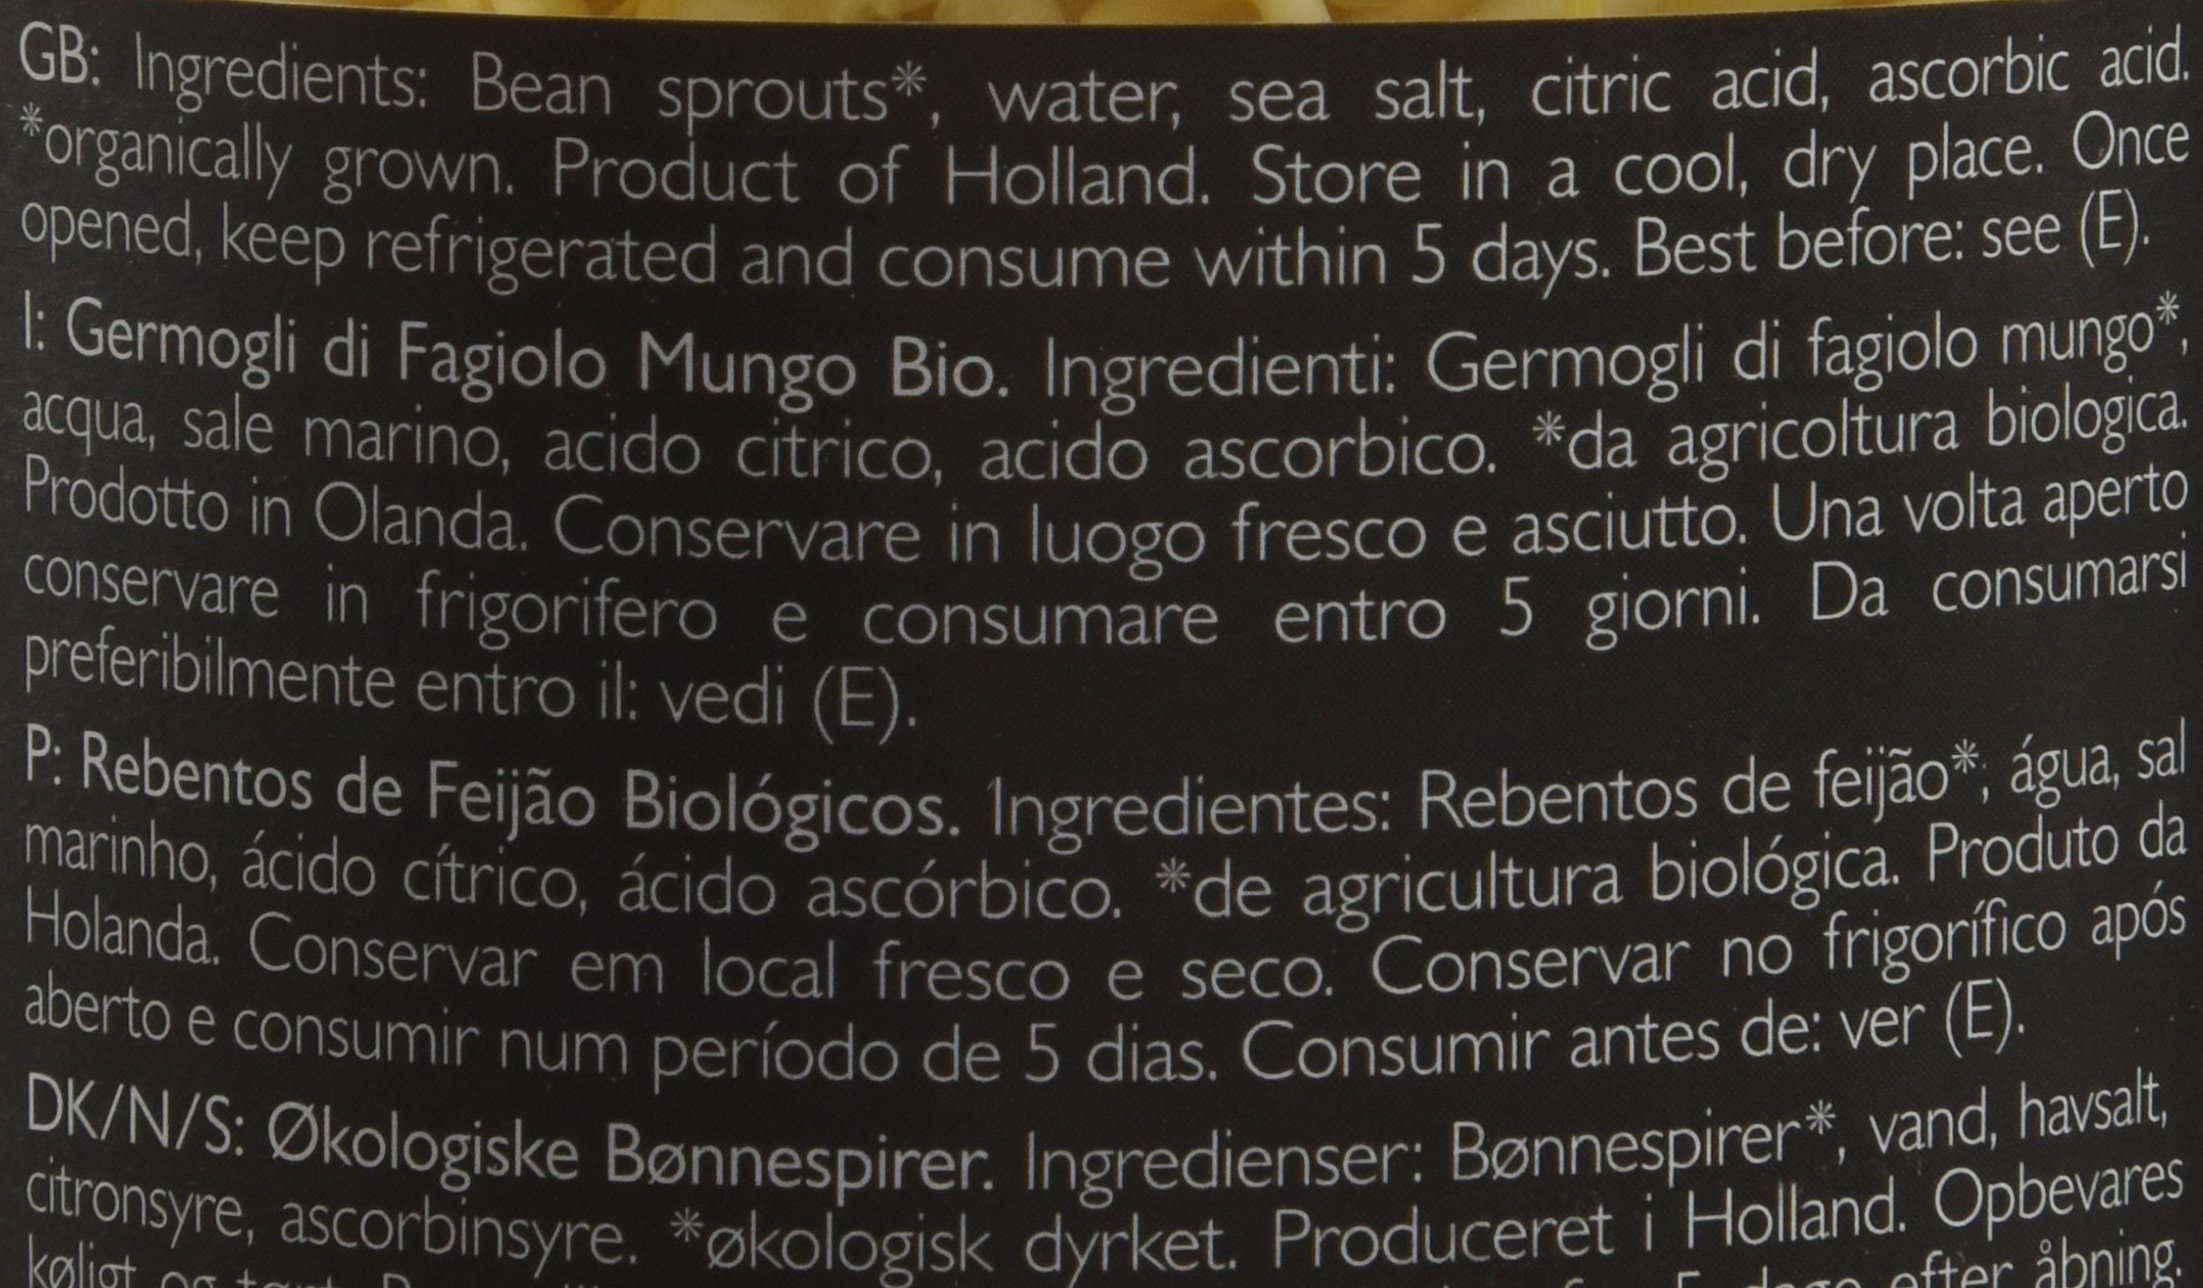 GB: Ingredients: Bean sprouts*, water, sea salt, citric acid, ascorbic acid.
*organically grown. Product of Holland. Store in a cool, dry place. Once
opened, keep refrigerated and consume within 5 days. Best before: see (E).
I: Germogli di Fagiolo Mungo Bio. Ingredienti: Germogli di fagiolo mungo*,
acqua, sale marino, acido citrico, acido ascorbico. *da agricoltura biologica.
Prodotto in Olanda. Conservare in luogo fresco e asciutto. Una volta aperto
conservare in frigorifero e consumare entro 5 giorni. Da consumarsi
preferibilmente entro il: vedi (E).
P: Rebentos de Feijão Biológicos. Ingredientes: Rebentos de feijão*, água, sal
marinho, ácido cítrico, ácido ascórbico. *de agricultura biológica. Produto da
Holanda. Conservar em local fresco e seco. Conservar no frigorífico após
aberto e consumir num período de 5 dias. Consumir antes de: ver (E).
DK/N/S: Økologiske Bønnespirer. Ingredienser: Bønnespirer*, vand, havsalt,
citronsyre, ascorbinsyre. *økologisk dyrket. Produceret i Holland. Opbevares
køligt og efter åbning.